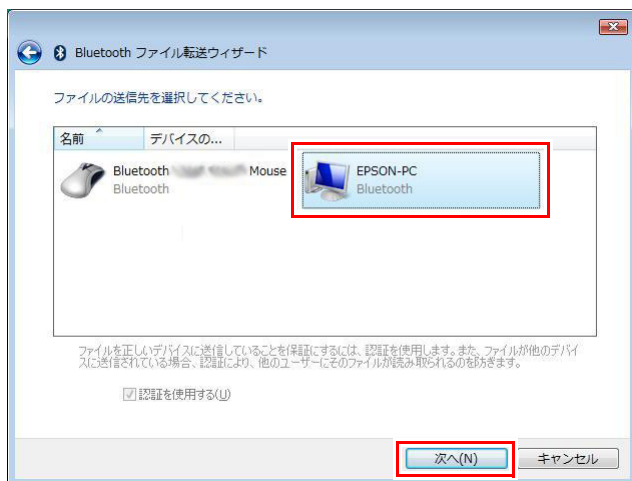 Bluetooth ファイル転送ウィザード
ファイルの送信先を選択してください。
名前 デバイスの...
Bluetooth Mouse
Bluetooth
EPSON-PC
Bluetooth
ファイルを正しいデバイスに送信していることを保証するには、認証を使用します。また、ファイルが他のデバイ
スに送信されている場合、認証により、他のユーザーにそのファイルが読み取られるのを防ぎます。
認証を使用する(U)
次へ(N) キャンセル